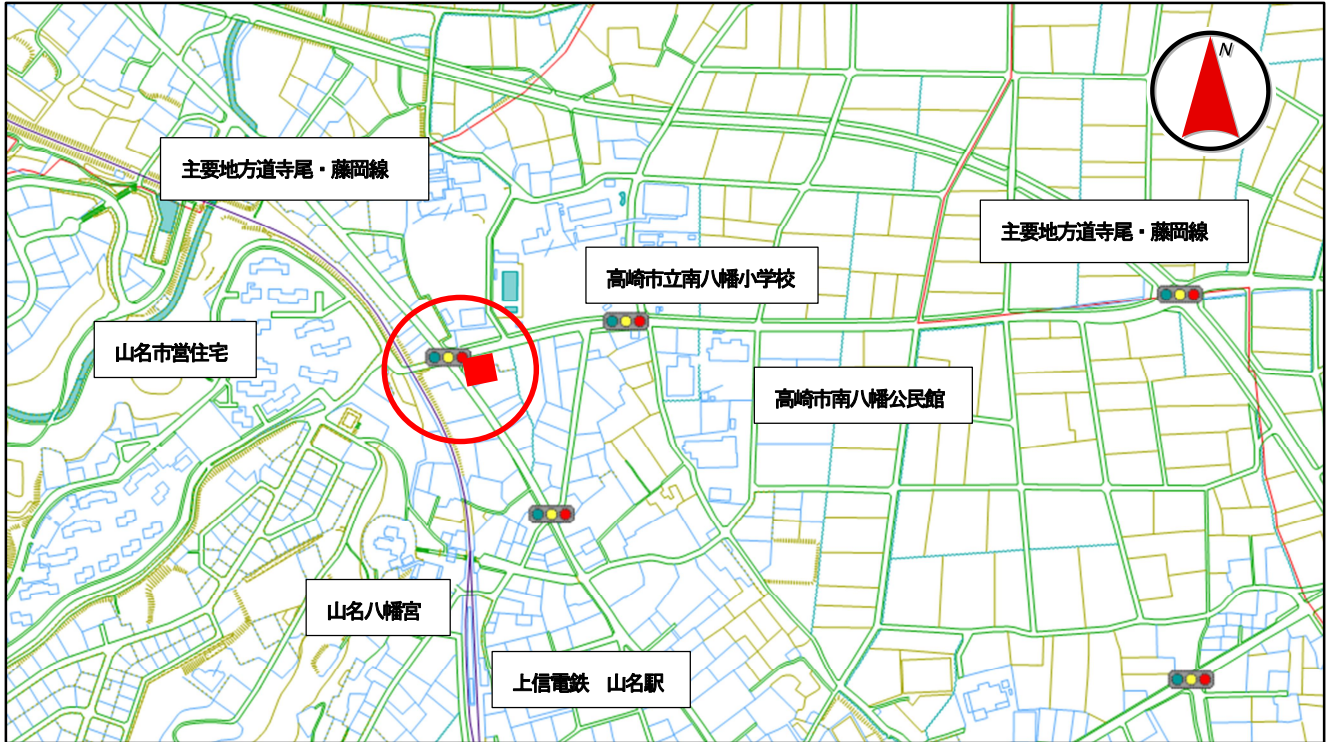 N
主要地方道寺尾・藤岡線
主要地方道寺尾・藤岡線
高崎市立南八幡小学校
山名市営住宅
高崎市南八幡公民館
山名八幡宮
上信電鉄　山名駅